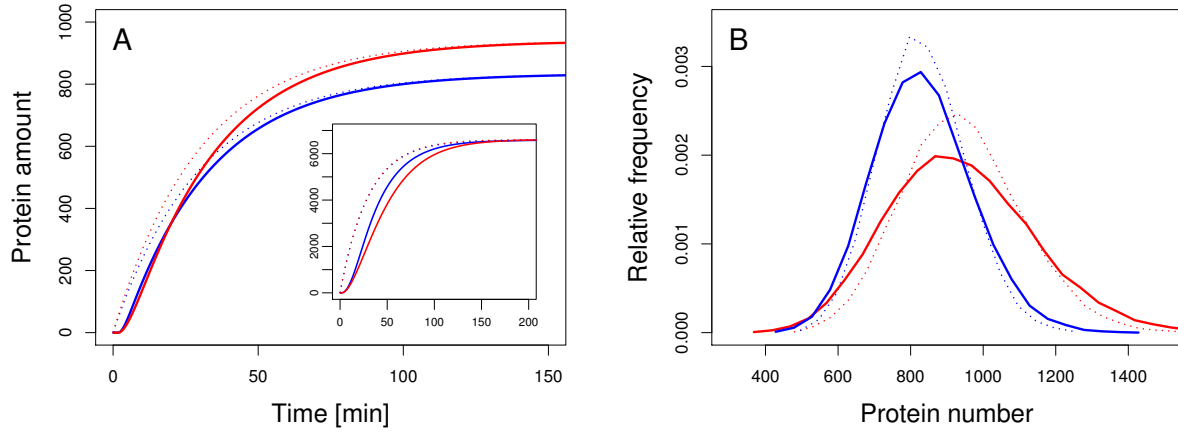 A
Protein amount
1000
800
600
400
200
0
0 50 100 150
Time [min]
6000
4000
2000
0
0 50 100 150 200
B
Relative frequency
0.003
0.002
0.001
0.000
400 600 800 1000 1200 1400
Protein number